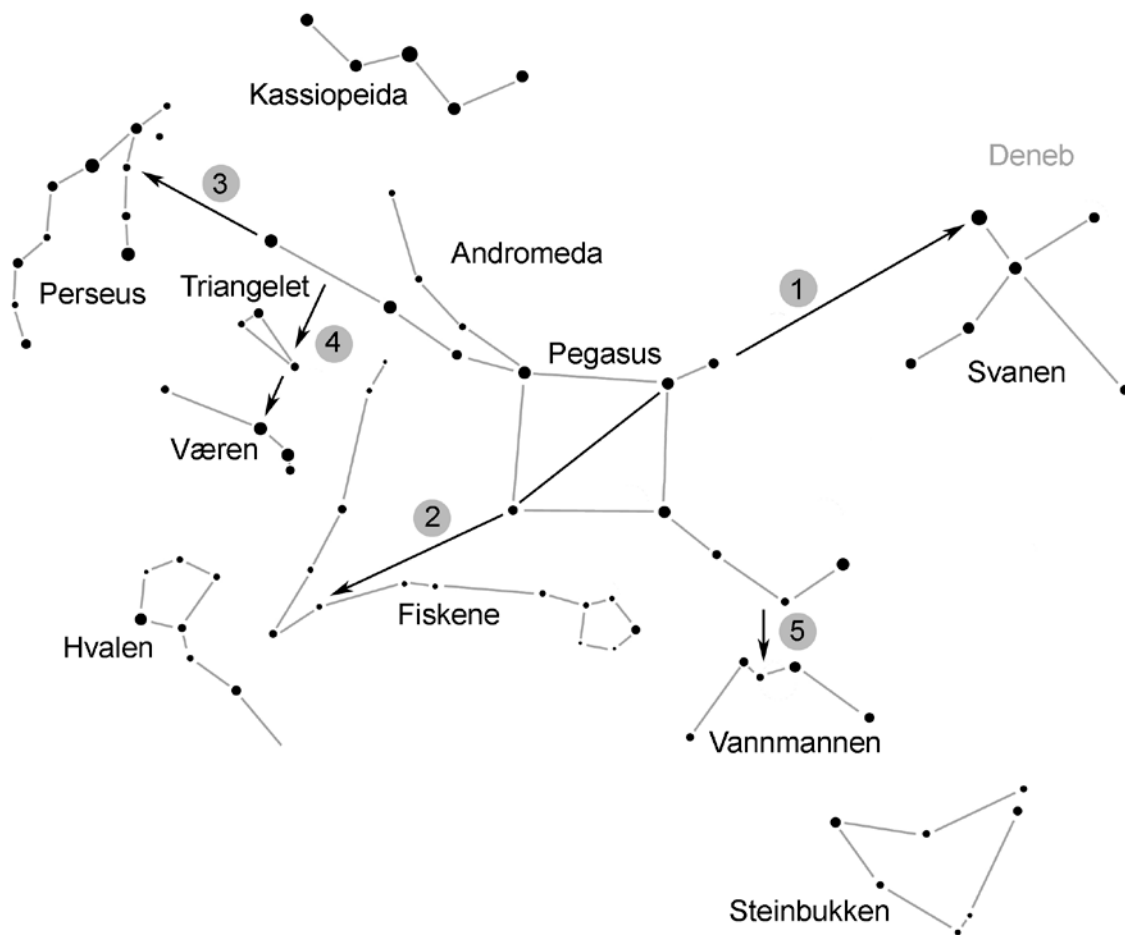 Kassiopeida
Deneb
3
Andromeda
1
Perseus
Triangelet
4
Pegasus
Svanen
Væren
2
Fiskene
Hvalen
5
Vannmannen
Steinbukken